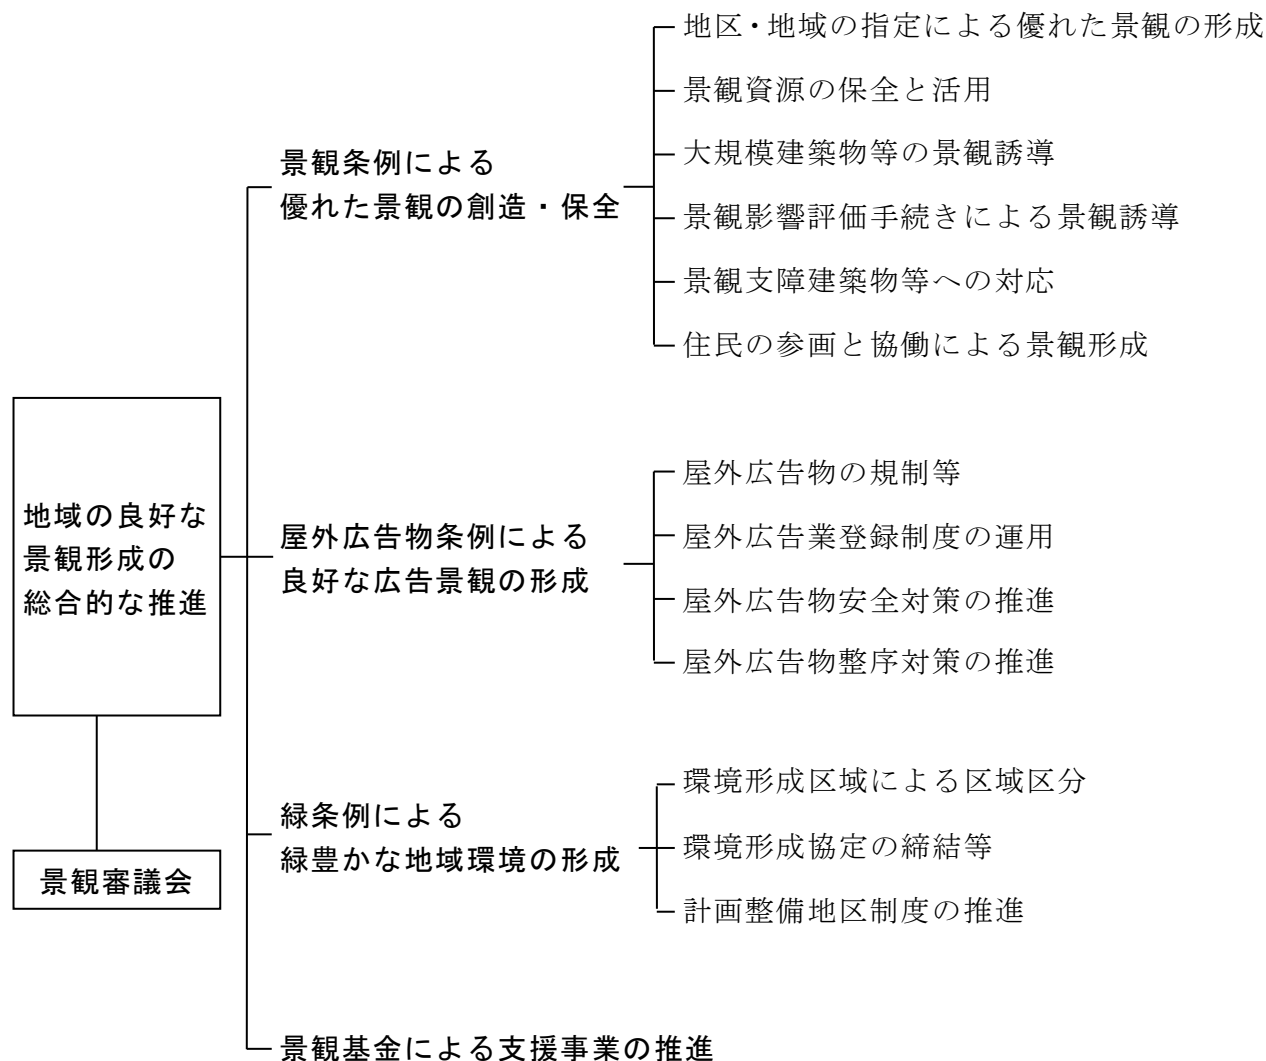 地域の良好な
景観形成の
総合的な推進
景観審議会
景観条例による
優れた景観の創造・保全
地区・地域の指定による優れた景観の形成
景観資源の保全と活用
大規模建築物等の景観誘導
景観影響評価手続きによる景観誘導
景観支障建築物等への対応
住民の参画と協働による景観形成
屋外広告物条例による
良好な広告景観の形成
屋外広告物の規制等
屋外広告業登録制度の運用
屋外広告物安全対策の推進
屋外広告物整序対策の推進
緑条例による
緑豊かな地域環境の形成
環境形成区域による区域区分
環境形成協定の締結等
計画整備地区制度の推進
景観基金による支援事業の推進